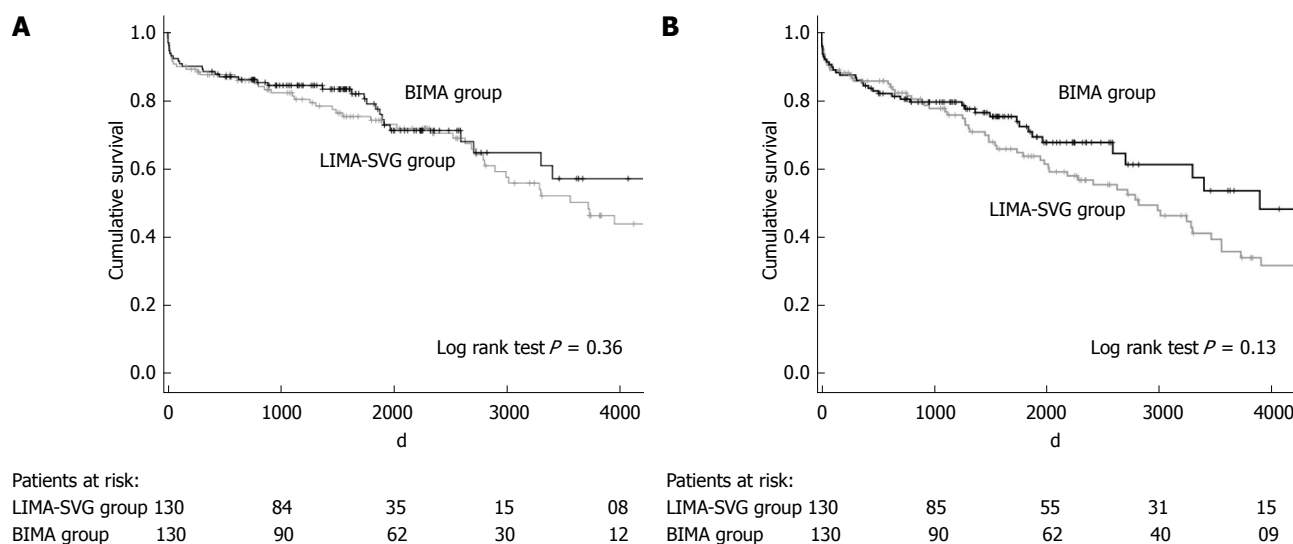 A
1.0
0.8
0.6
0.4
0.2
0.0
Cumulative survival
BIMA group
LIMA-SVG group
Log rank test P = 0.36
0 1000 2000 3000 4000
d
Patients at risk:
LIMA-SVG group 130 84 35 15 08
BIMA group 130 90 62 30 12
B
1.0
0.8
0.6
0.4
0.2
0.0
Cumulative survival
BIMA group
LIMA-SVG group
Log rank test P = 0.13
0 1000 2000 3000 4000
d
Patients at risk:
LIMA-SVG group 130 85 55 31 15
BIMA group 130 90 62 40 09